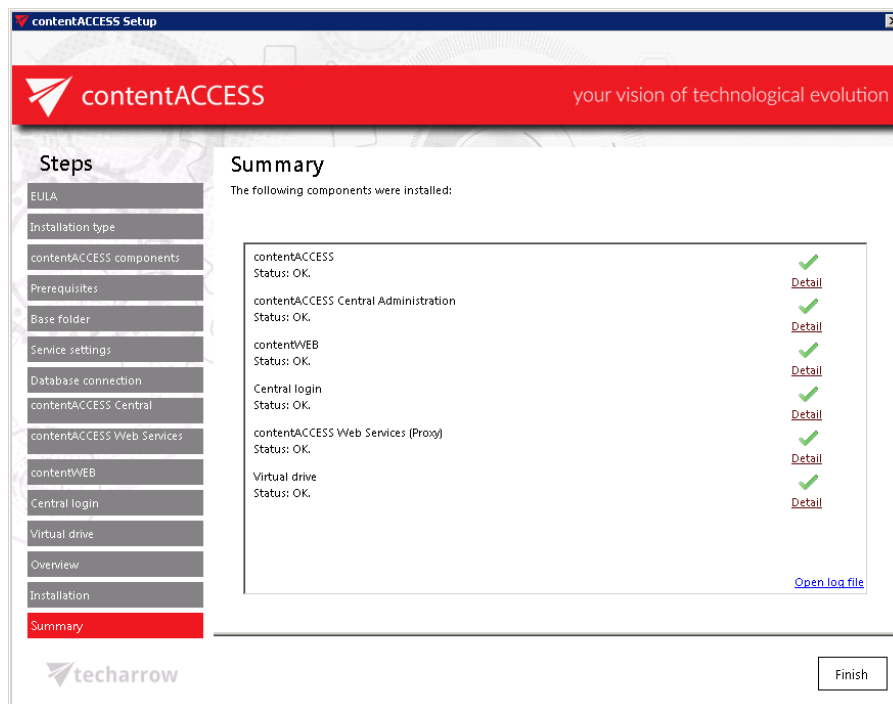 contentACCESS Setup
contentACCESS
your vision of technological evolution
Steps
EULA
Installation type
contentACCESS components
Prerequisites
Base folder
Service settings
Database connection
contentACCESS Central
contentACCESS Web Services
contentWEB
Central login
Virtual drive
Overview
Installation
Summary
techarrow
Summary
The following components were installed:
contentACCESS
Status: OK.
Detail
contentACCESS Central Administration
Status: OK.
Detail
contentWEB
Status: OK.
Detail
Central login
Status: OK.
Detail
contentACCESS Web Services (Proxy)
Status: OK.
Detail
Virtual drive
Status: OK.
Detail
Open log file
Finish